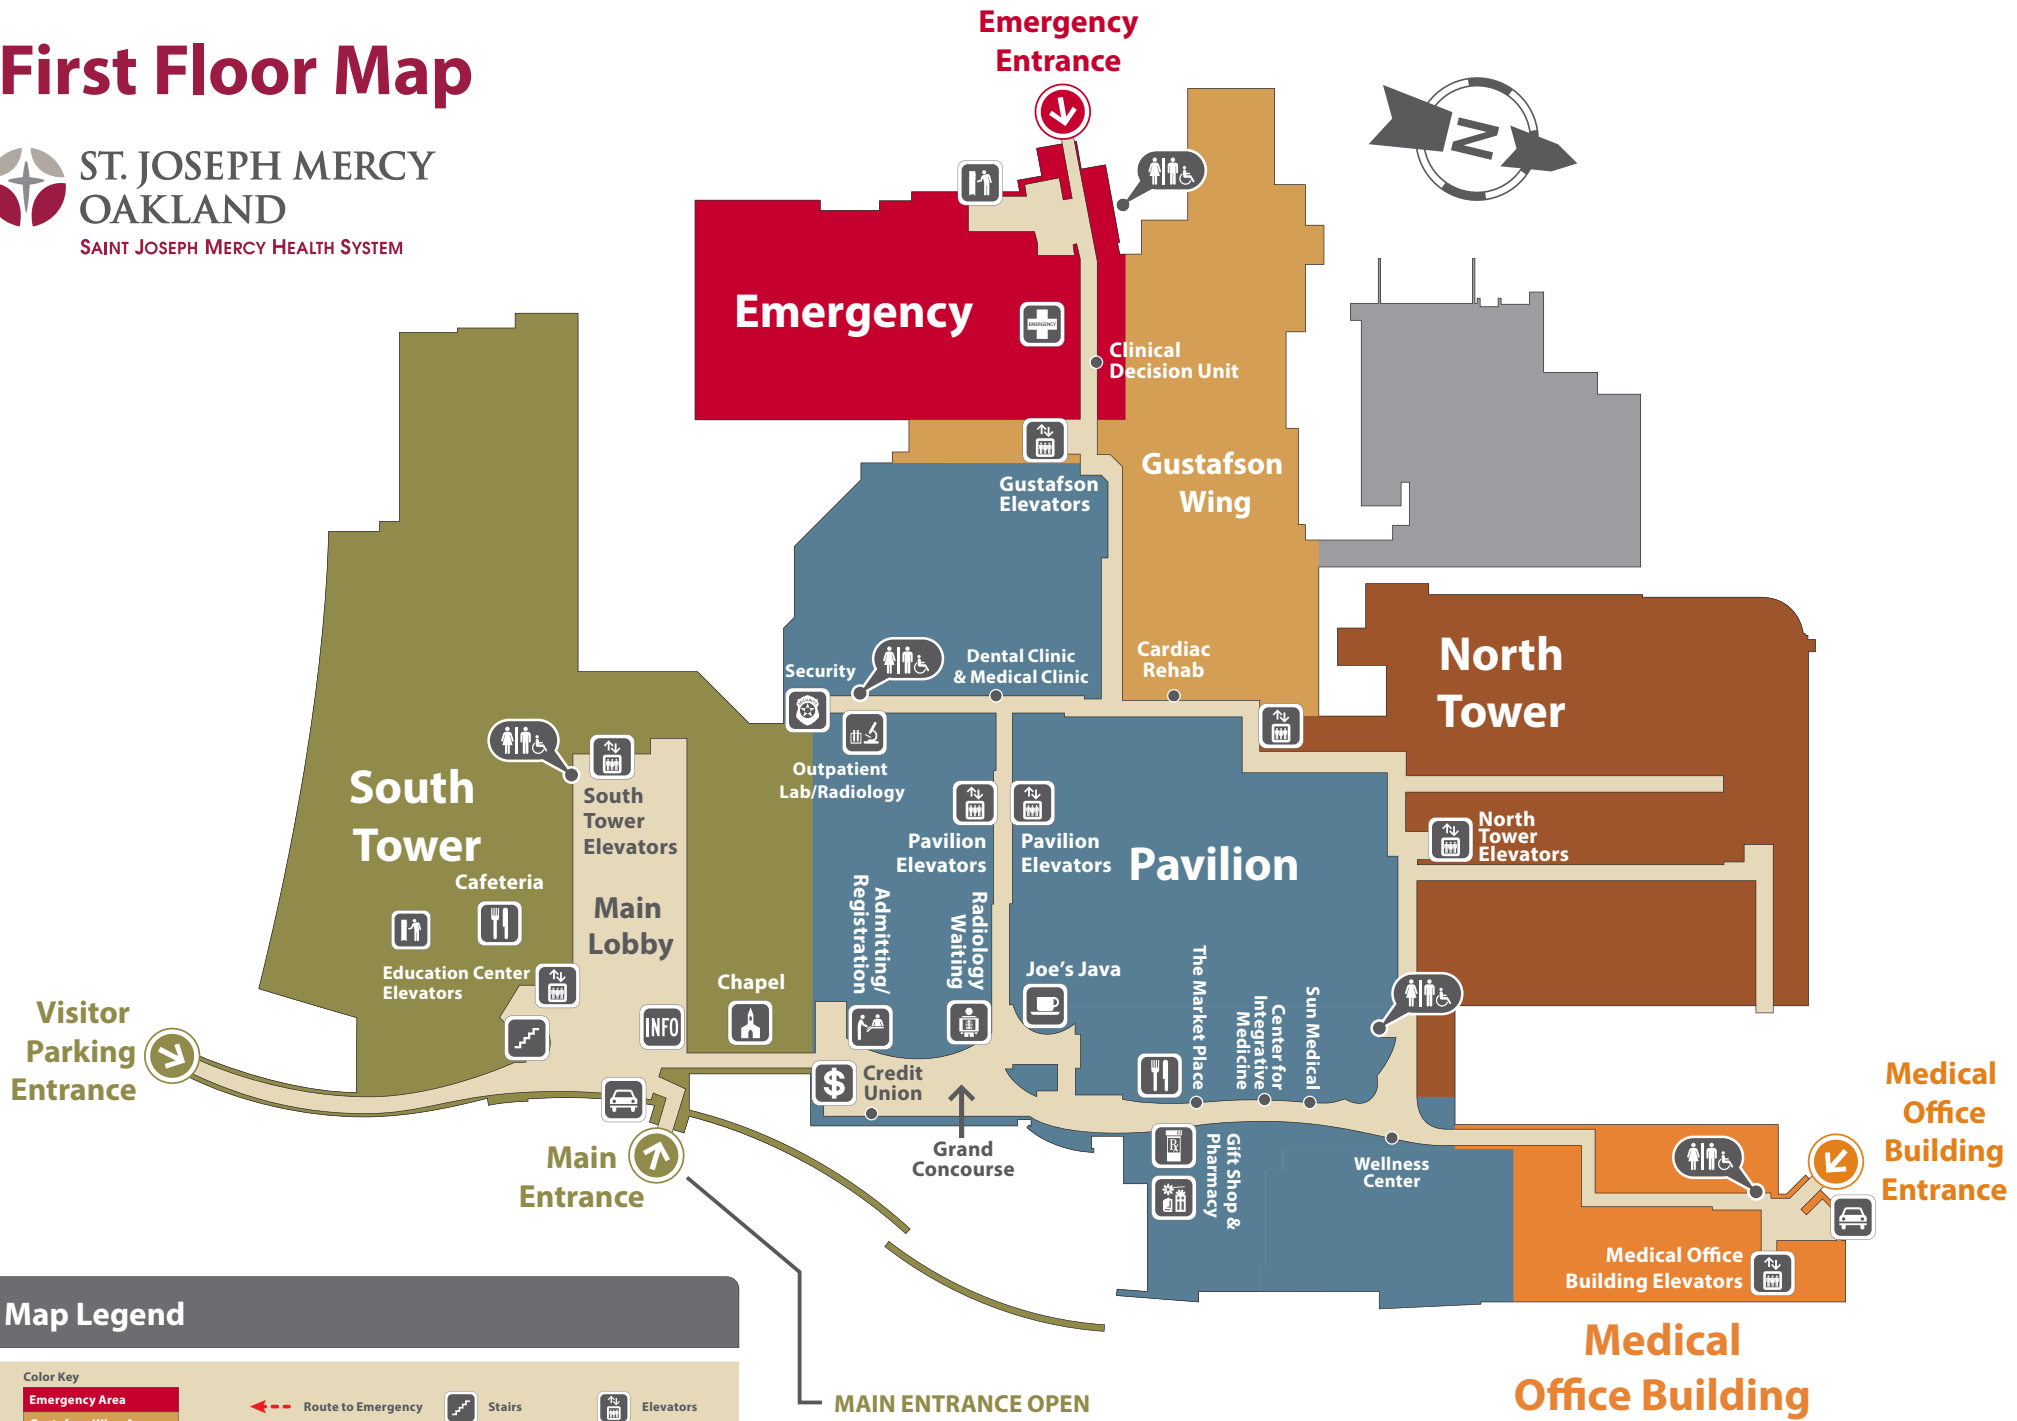 First Floor Map
ST. JOSEPH MERCY
OAKLAND
SAINT JOSEPH MERCY HEALTH SYSTEM
Emergency
Entrance
N
Emergency
EMERGENCY
Clinical
Decision Unit
Gustafson
Elevators
Gustafson
Wing
Security
Dental Clinic
& Medical Clinic
Cardiac
Rehab
North
Tower
Outpatient
Lab/Radiology
South
Tower
South
Tower
Elevators
Pavilion
Elevators
Pavilion
Elevators
Pavilion
North
Tower
Elevators
Cafeteria
Main
Lobby
Admitting/
Registration
Radiology
Waiting
Joe's Java
The Market Place
Center for
Integrative
Medicine
Sun Medical
Education Center
Elevators
Chapel
INFO
Visitor
Parking
Entrance
$
Credit
Union
Grand
Concourse
Main
Entrance
Rx
Gift Shop &
Pharmacy
Wellness
Center
Medical
Office
Building
Entrance
Medical Office
Building Elevators
Medical
Office Building
Map Legend
Color Key
Emergency Area
Route to Emergency
Stairs
Elevators
MAIN ENTRANCE OPEN